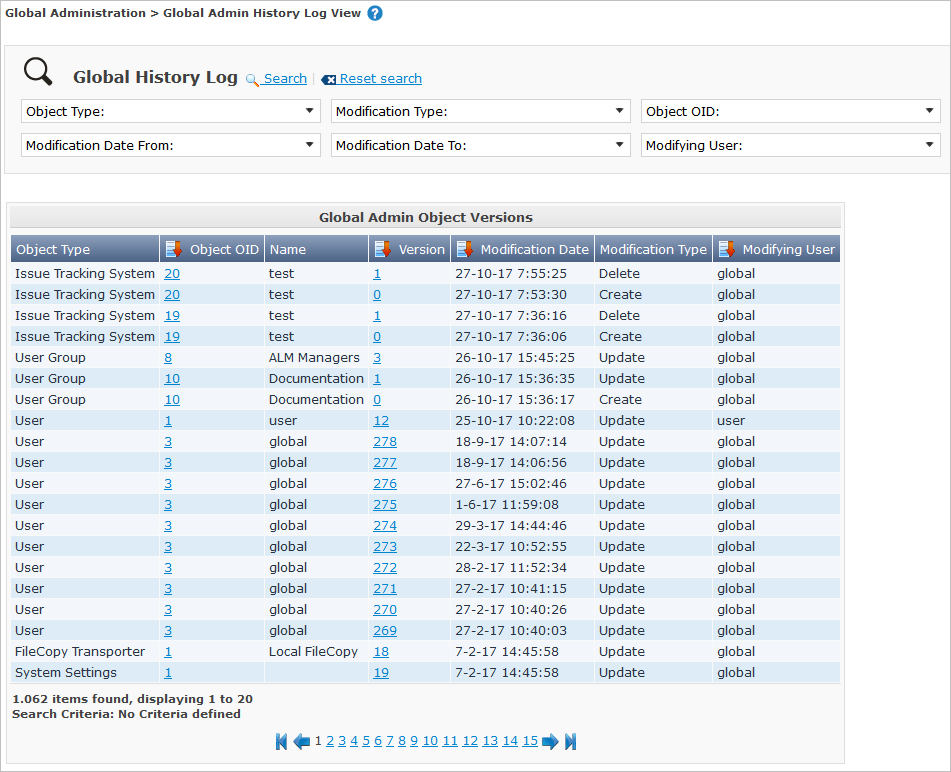 Global Administration > Global Admin History Log View ?
Global History Log Search | Reset search
Object Type: Modification Type: Object OID:
Modification Date From: Modification Date To: Modifying User:
Global Admin Object Versions
Object Type Object OID Name Version Modification Date Modification Type Modifying User
Issue Tracking System 20 test 1 27-10-17 7:55:25 Delete global
Issue Tracking System 20 test 0 27-10-17 7:53:30 Create global
Issue Tracking System 19 test 1 27-10-17 7:36:16 Delete global
Issue Tracking System 19 test 0 27-10-17 7:36:06 Create global
User Group 8 ALM Managers 3 26-10-17 15:45:25 Update global
User Group 10 Documentation 1 26-10-17 15:36:35 Update global
User Group 10 Documentation 0 26-10-17 15:36:17 Create global
User 1 user 12 25-10-17 10:22:08 Update user
User 3 global 278 18-9-17 14:07:14 Update global
User 3 global 277 18-9-17 14:06:56 Update global
User 3 global 276 27-6-17 15:02:46 Update global
User 3 global 275 1-6-17 11:59:08 Update global
User 3 global 274 29-3-17 14:44:46 Update global
User 3 global 273 22-3-17 10:52:55 Update global
User 3 global 272 28-2-17 11:52:34 Update global
User 3 global 271 27-2-17 10:41:15 Update global
User 3 global 270 27-2-17 10:40:26 Update global
User 3 global 269 27-2-17 10:40:03 Update global
FileCopy Transporter 1 Local FileCopy 18 7-2-17 14:45:58 Update global
System Settings 1 19 7-2-17 14:45:58 Update global
1.062 items found, displaying 1 to 20
Search Criteria: No Criteria defined
1 2 3 4 5 6 7 8 9 10 11 12 13 14 15